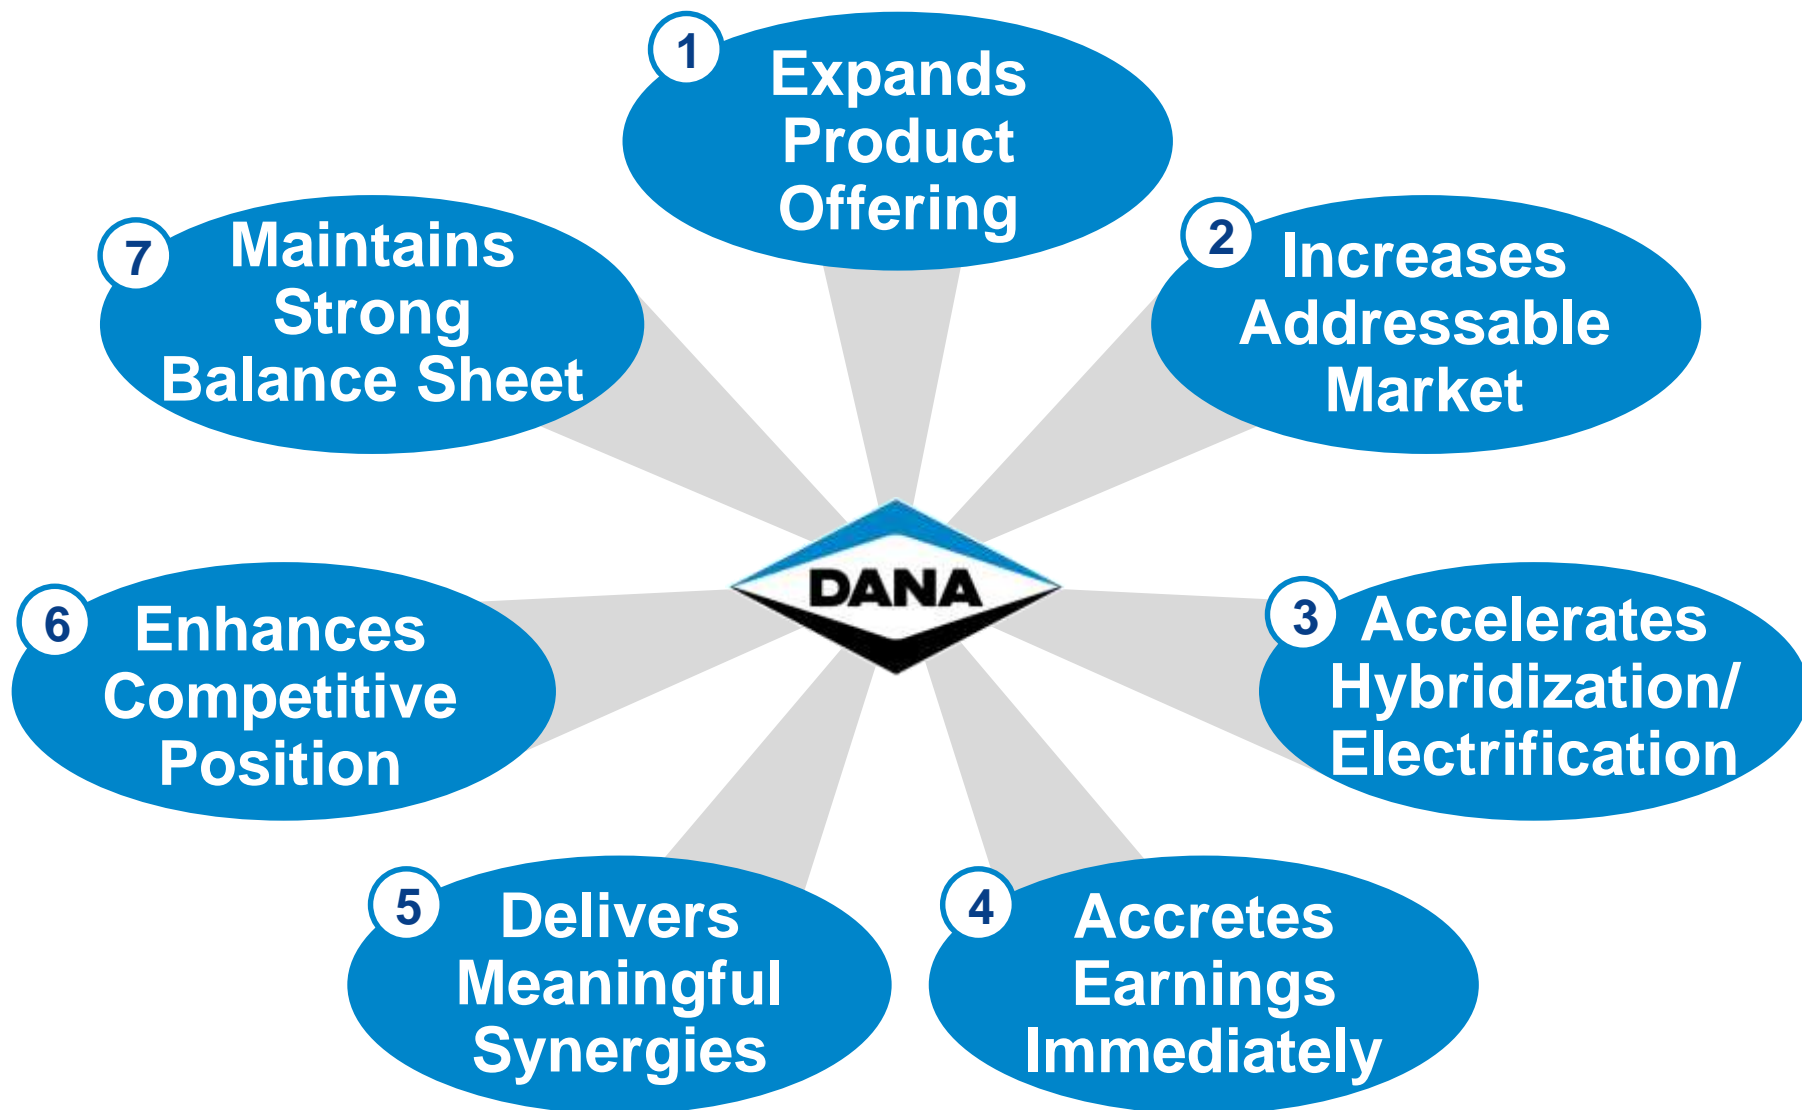 1
Expands
Product
Offering
2
Increases
Addressable
Market
3
Accelerates
Hybridization/
Electrification
4
Accretes
Earnings
Immediately
5
Delivers
Meaningful
Synergies
6
Enhances
Competitive
Position
7
Maintains
Strong
Balance Sheet
DANA